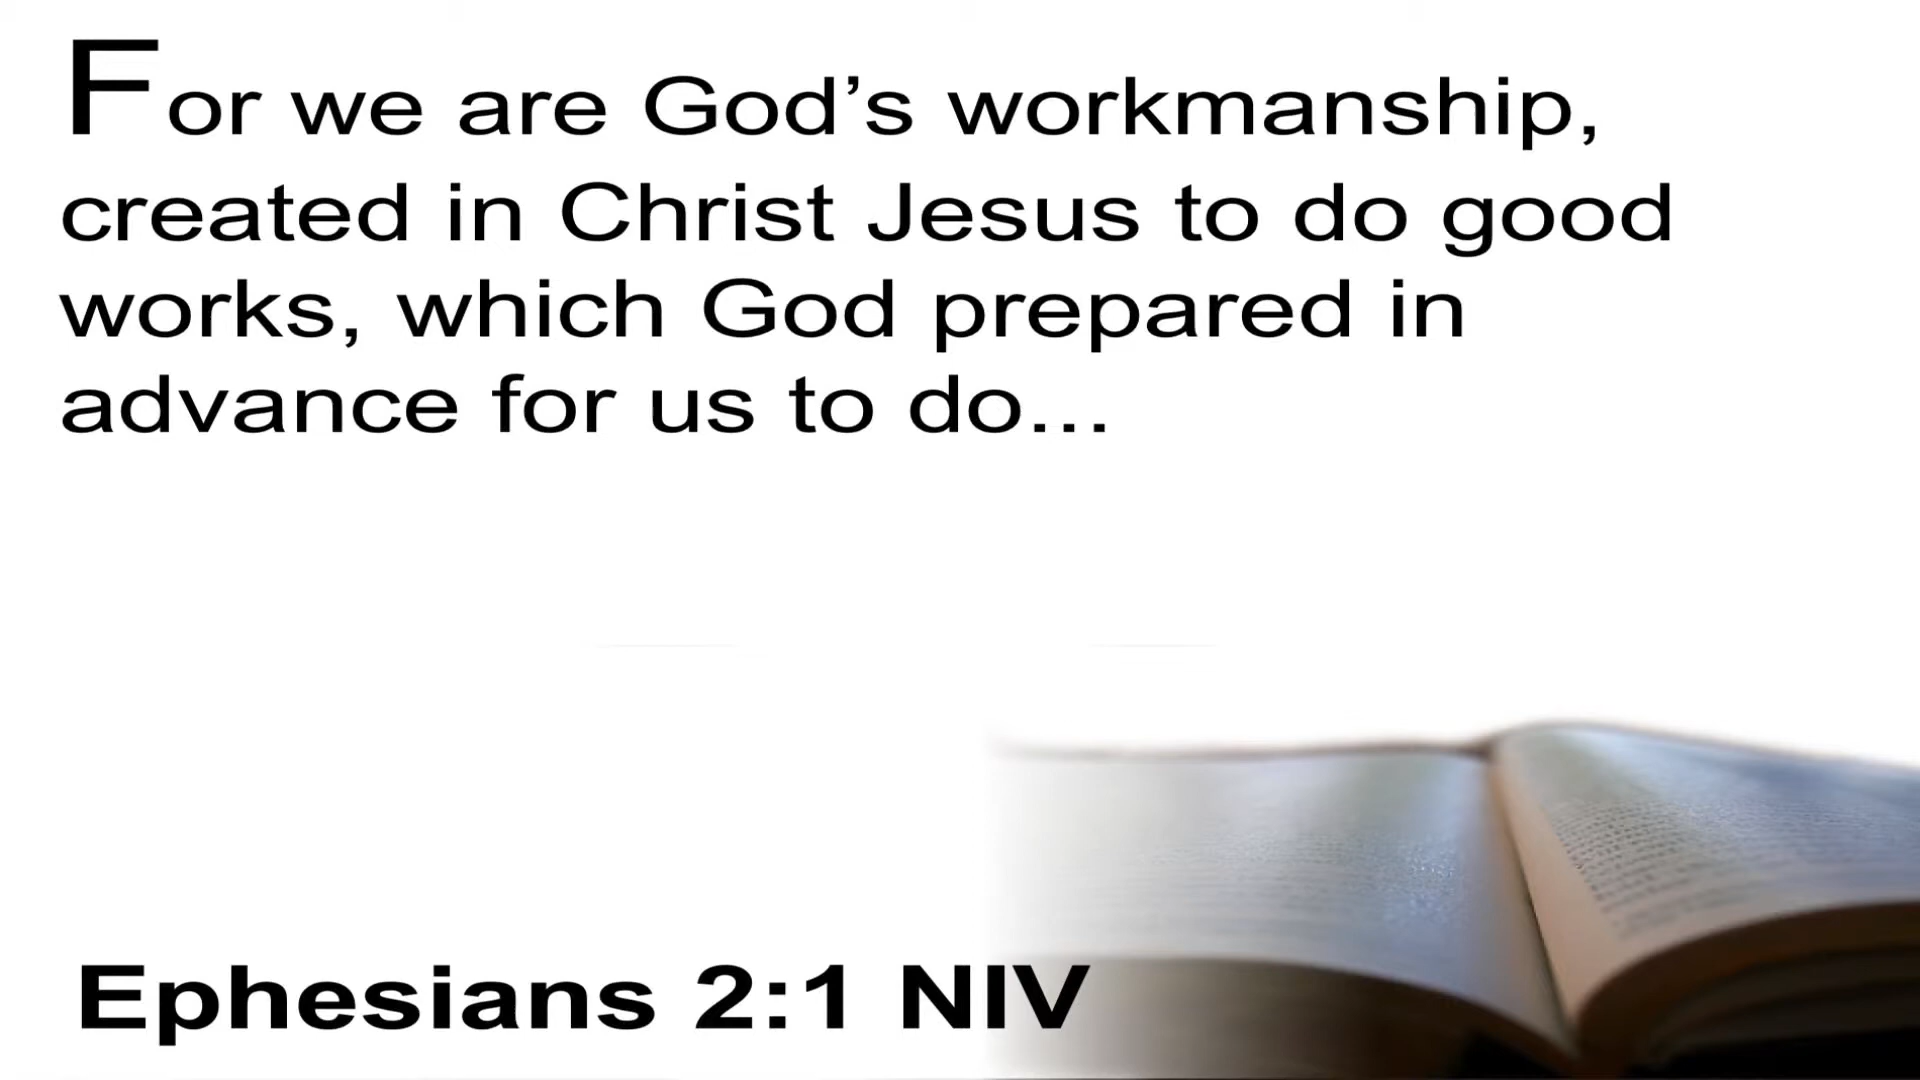 For we are God’s workmanship,
created in Christ Jesus to do good
works, which God prepared in
advance for us to do...
Ephesians 2:1 NIV